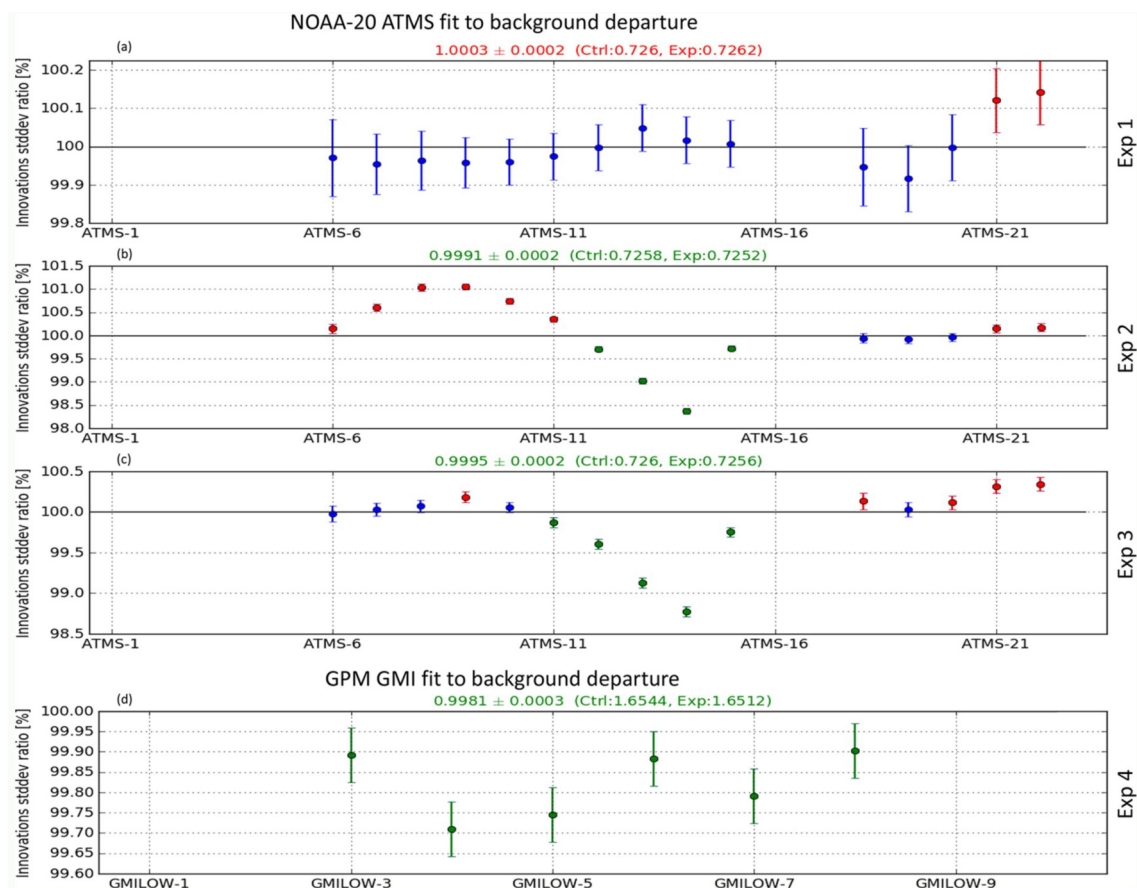 NOAA-20 ATMS fit to background departure
(a)
1.0003 ± 0.0002 (Ctrl:0.726, Exp:0.7262)
Innovations stddev ratio [%]
100.2
100.1
100
99.9
99.8
ATMS-1 ATMS-6 ATMS-11 ATMS-16 ATMS-21
Exp 1
(b)
0.9991 ± 0.0002 (Ctrl:0.7258, Exp:0.7252)
Innovations stddev ratio [%]
101.5
101.0
100.5
100.0
99.5
99.0
98.5
98.0
ATMS-1 ATMS-6 ATMS-11 ATMS-16 ATMS-21
Exp 2
(c)
0.9995 ± 0.0002 (Ctrl:0.726, Exp:0.7256)
Innovations stddev ratio [%]
100.5
100.0
99.5
99.0
98.5
ATMS-1 ATMS-6 ATMS-11 ATMS-16 ATMS-21
Exp 3
GPM GMI fit to background departure
(d)
0.9981 ± 0.0003 (Ctrl:1.6544, Exp:1.6512)
Innovations stddev ratio [%]
100.00
99.95
99.90
99.85
99.80
99.75
99.70
99.65
99.60
GMILOW-1 GMILOW-3 GMILOW-5 GMILOW-7 GMILOW-9
Exp 4